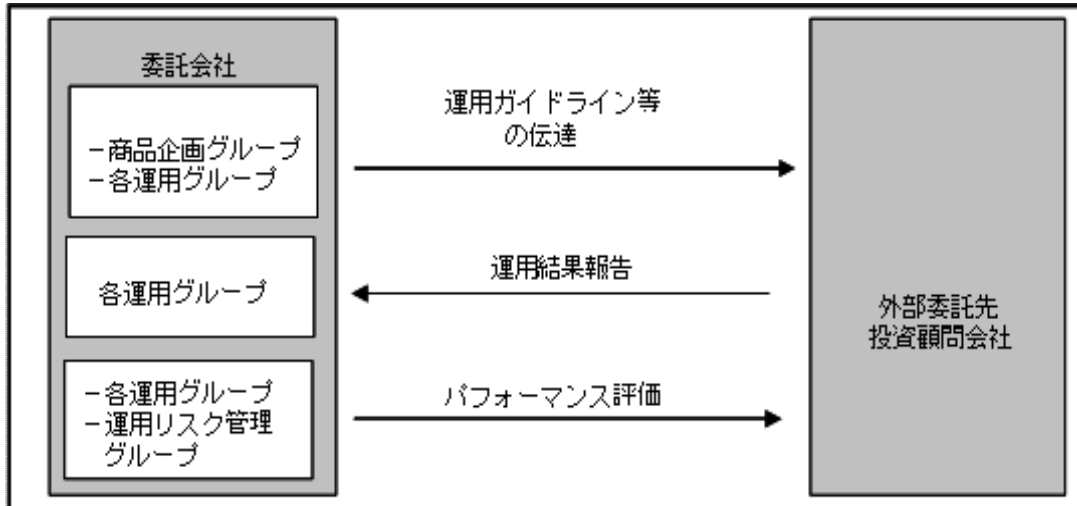 委託会社
－商品企画グループ
－各運用グループ
運用ガイドライン等
の伝達
各運用グループ
運用結果報告
－各運用グループ
－運用リスク管理
グループ
パフォーマンス評価
外部委託先
投資顧問会社